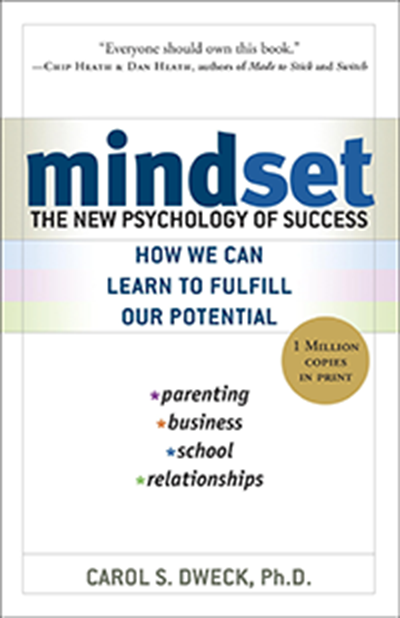 "Everyone should own this book."
—CHIP HEATH & DAN HEATH, authors of Made to Stick and Switch
mindset
THE NEW PSYCHOLOGY OF SUCCESS
HOW WE CAN
LEARN TO FULFILL
OUR POTENTIAL
1 MILLION
COPIES
IN PRINT
*parenting
*business
*school
*relationships
CAROL S. DWECK, Ph.D.